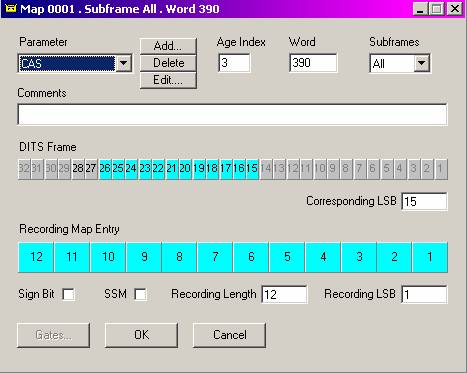 Map 0001 . Subframe All . Word 390
Parameter Add... Age Index Word Subframes
CAS Delete 3 390 All
Edit....
Comments
DITS Frame
32 31 30 29 28 27 26 25 24 23 22 21 20 19 18 17 16 15 14 13 12 11 10 9 8 7 6 5 4 3 2 1
Corresponding LSB 15
Recording Map Entry
12 11 10 9 8 7 6 5 4 3 2 1
Sign Bit SSM Recording Length 12 Recording LSB 1
Gates... OK Cancel